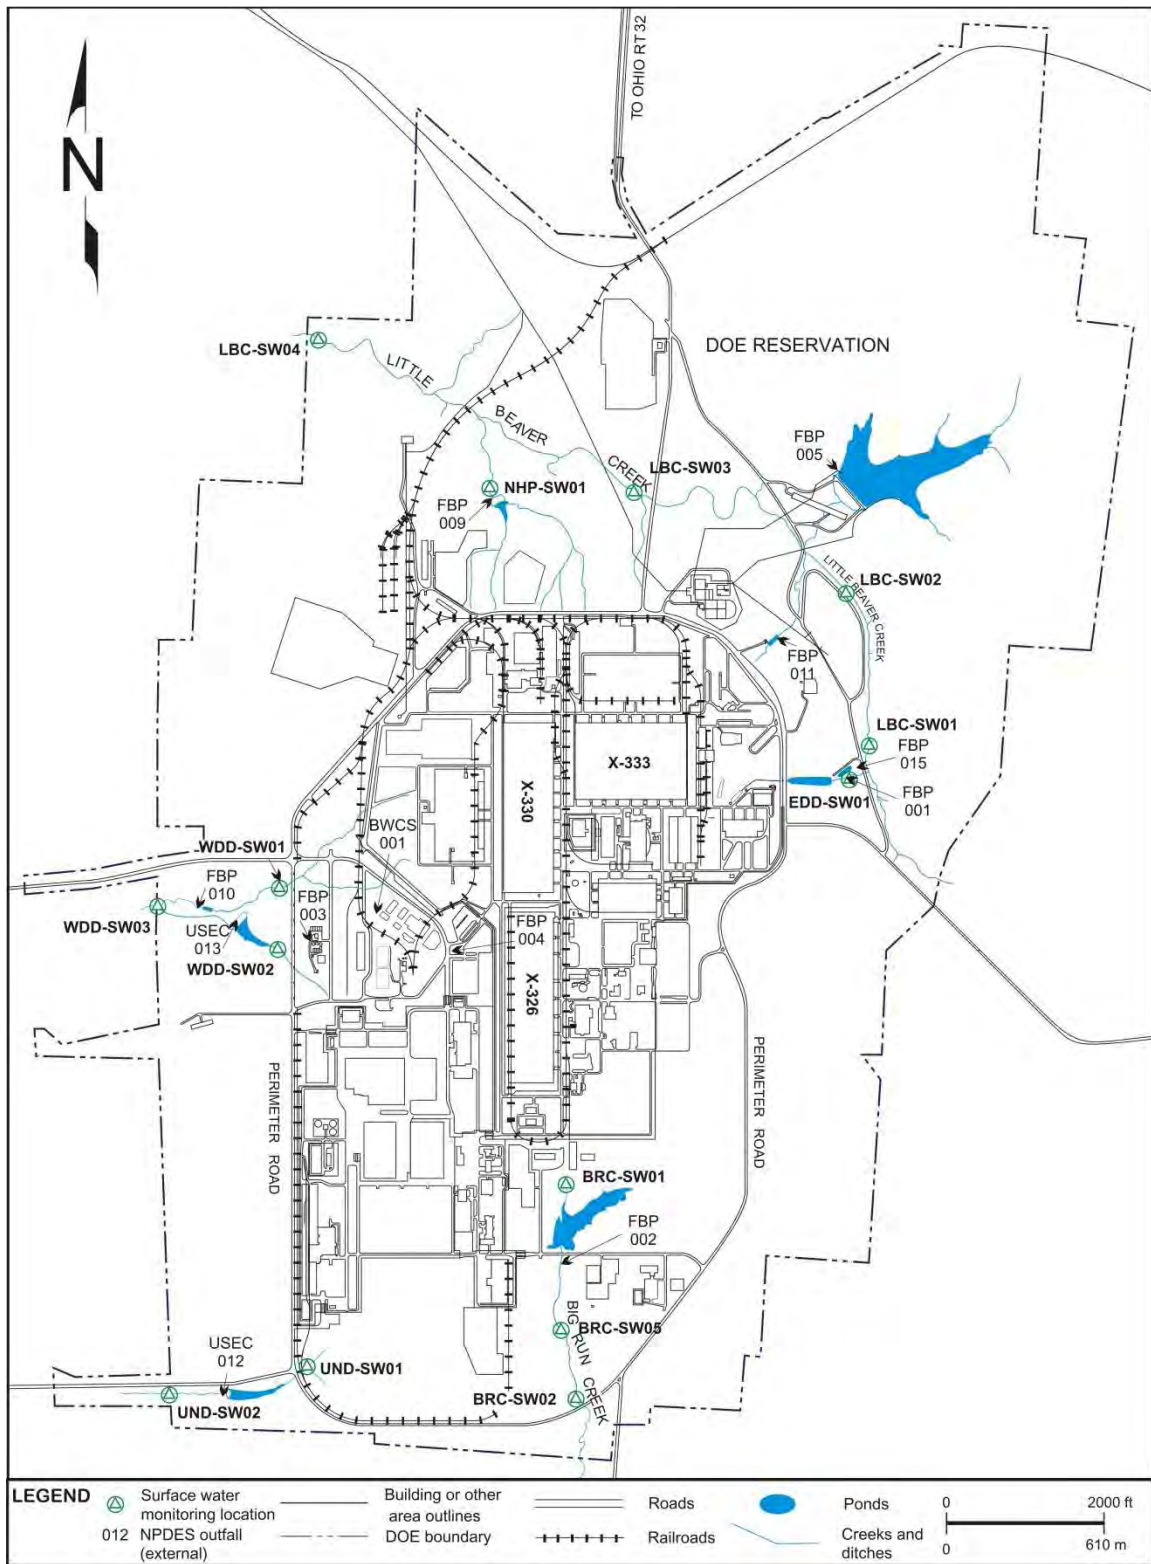 TO OHIO RT 32
N
DOE RESERVATION
LBC-SW04
LITTLE
BEAVER
CREEK
LBC-SW03
FBP
005
NHP-SW01
FBP
009
LBC-SW02
LITTLE BEAVER CREEK
FBP
011
LBC-SW01
FBP
015
X-333
X-330
EDD-SW01
FBP
001
BWCS
001
WDD-SW01
FBP
010
FBP
003
WDD-SW03
USEC
013
FBP
004
WDD-SW02
X-326
PERIMETER ROAD
PERIMETER ROAD
BRC-SW01
FBP
002
BIG RUN CREEK
BRC-SW05
USEC
012
UND-SW01
BRC-SW02
UND-SW02
LEGEND
Surface water
monitoring location
012 NPDES outfall
(external)
Building or other
area outlines
DOE boundary
Roads
Railroads
Ponds
Creeks and
ditches
0 2000 ft
0 610 m